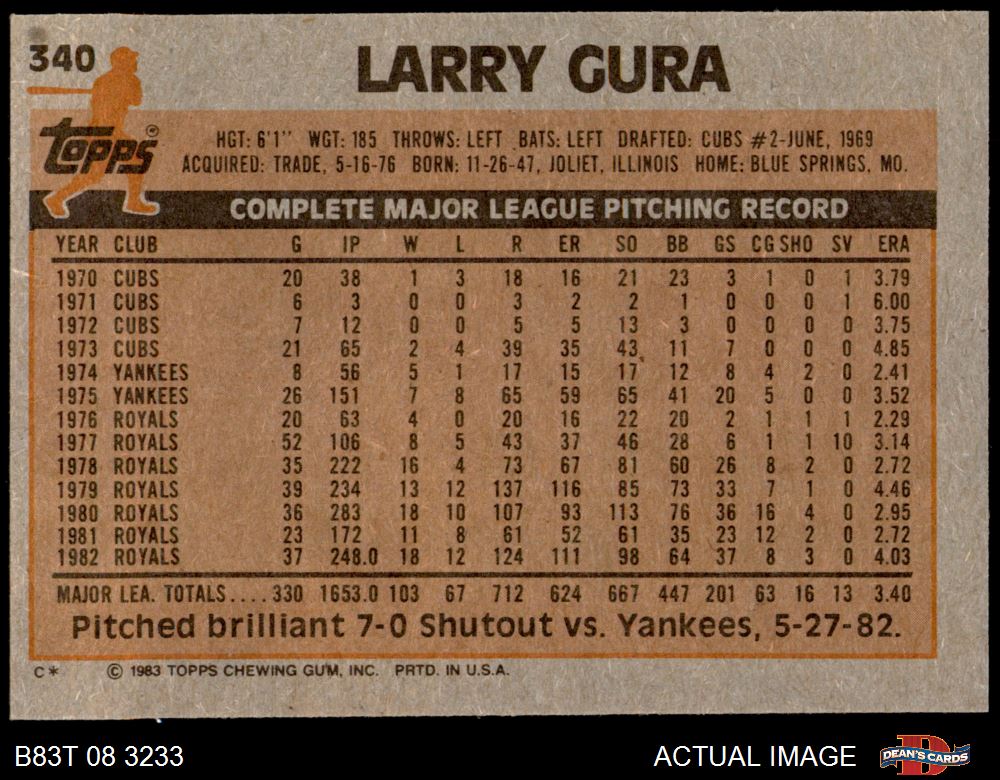 340
LARRY GURA
Topps®
HGT: 6'1" WGT: 185 THROWS: LEFT BATS: LEFT DRAFTED: CUBS #2-JUNE, 1969
ACQUIRED: TRADE, 5-16-76 BORN: 11-26-47, JOLIET, ILLINOIS HOME: BLUE SPRINGS, MO.
COMPLETE MAJOR LEAGUE PITCHING RECORD
YEAR CLUB G IP W L R ER SO BB GS CG SHO SV ERA
1970 CUBS 20 38 1 3 18 16 21 23 3 1 0 1 3.79
1971 CUBS 6 3 0 0 3 2 2 1 0 0 0 1 6.00
1972 CUBS 7 12 0 0 5 5 13 3 0 0 0 0 3.75
1973 CUBS 21 65 2 4 39 35 43 11 7 0 0 0 4.85
1974 YANKEES 8 56 5 1 17 15 17 12 8 4 2 0 2.41
1975 YANKEES 26 151 7 8 65 59 65 41 20 5 0 0 3.52
1976 ROYALS 20 63 4 0 20 16 22 20 2 1 1 1 2.29
1977 ROYALS 52 106 8 5 43 37 46 28 6 1 1 10 3.14
1978 ROYALS 35 222 16 4 73 67 81 60 26 8 2 0 2.72
1979 ROYALS 39 234 13 12 137 116 85 73 33 7 1 0 4.46
1980 ROYALS 36 283 18 10 107 93 113 76 36 16 4 0 2.95
1981 ROYALS 23 172 11 8 61 52 61 35 23 12 2 0 2.72
1982 ROYALS 37 248.0 18 12 124 111 98 64 37 8 3 0 4.03
MAJOR LEA. TOTALS....330 1653.0 103 67 712 624 667 447 201 63 16 13 3.40
Pitched brilliant 7-0 Shutout vs. Yankees, 5-27-82.
C* © 1983 TOPPS CHEWING GUM, INC. PRTD. IN U.S.A.
B83T 08 3233 ACTUAL IMAGE DEAN'S CARDS